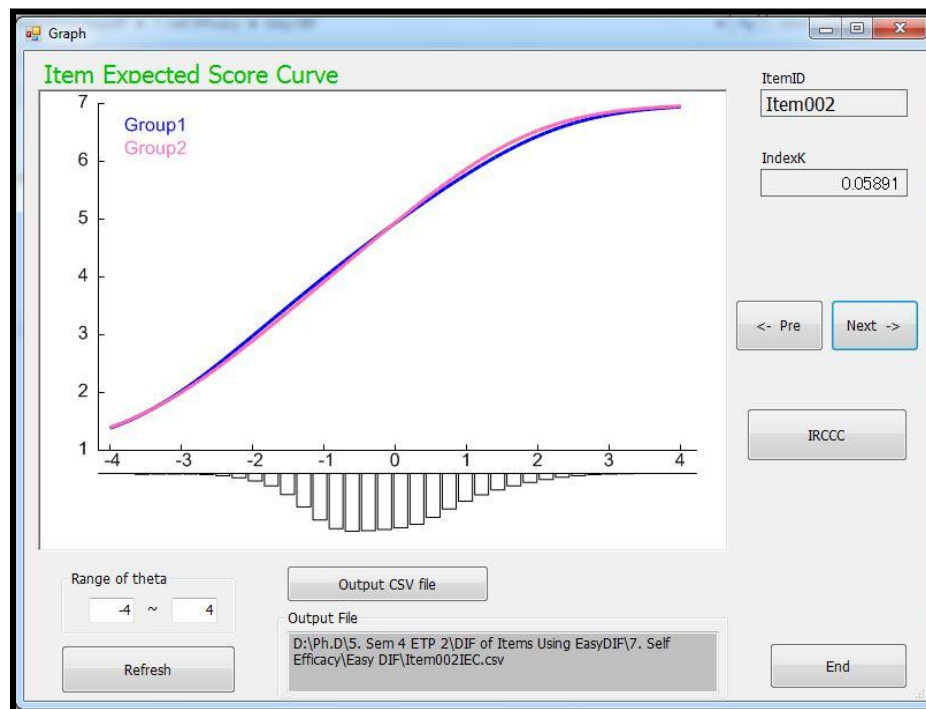 Graph
Item Expected Score Curve
7
6
5
4
3
2
1
Group1
Group2
-4 -3 -2 -1 0 1 2 3 4
ItemID
Item002
IndexK
0.05891
<- Pre
Next ->
IRCCC
Range of theta
-4 ~ 4
Refresh
Output CSV file
Output File
D:\Ph.D\5. Sem 4 ETP 2\DIF of Items Using EasyDIF\7. Self
Efficacy\Easy DIF\Item002IEC.csv
End